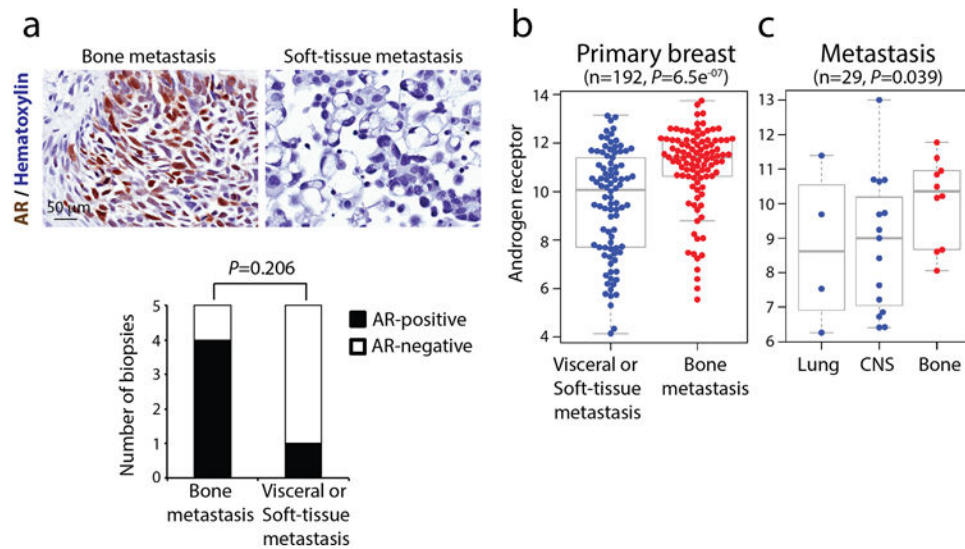 a
Bone metastasis
Soft-tissue metastasis
AR / Hematoxylin
50 µm
P=0.206
Number of biopsies
5
4
3
2
1
0
AR-positive
AR-negative
Bone
metastasis
Visceral or
Soft-tissue
metastasis
b
Primary breast
(n=192, P=6.5e-07)
Androgen receptor
14
12
10
8
6
4
Visceral or
Soft-tissue
metastasis
Bone
metastasis
c
Metastasis
(n=29, P=0.039)
13
12
11
10
9
8
7
6
Lung
CNS
Bone